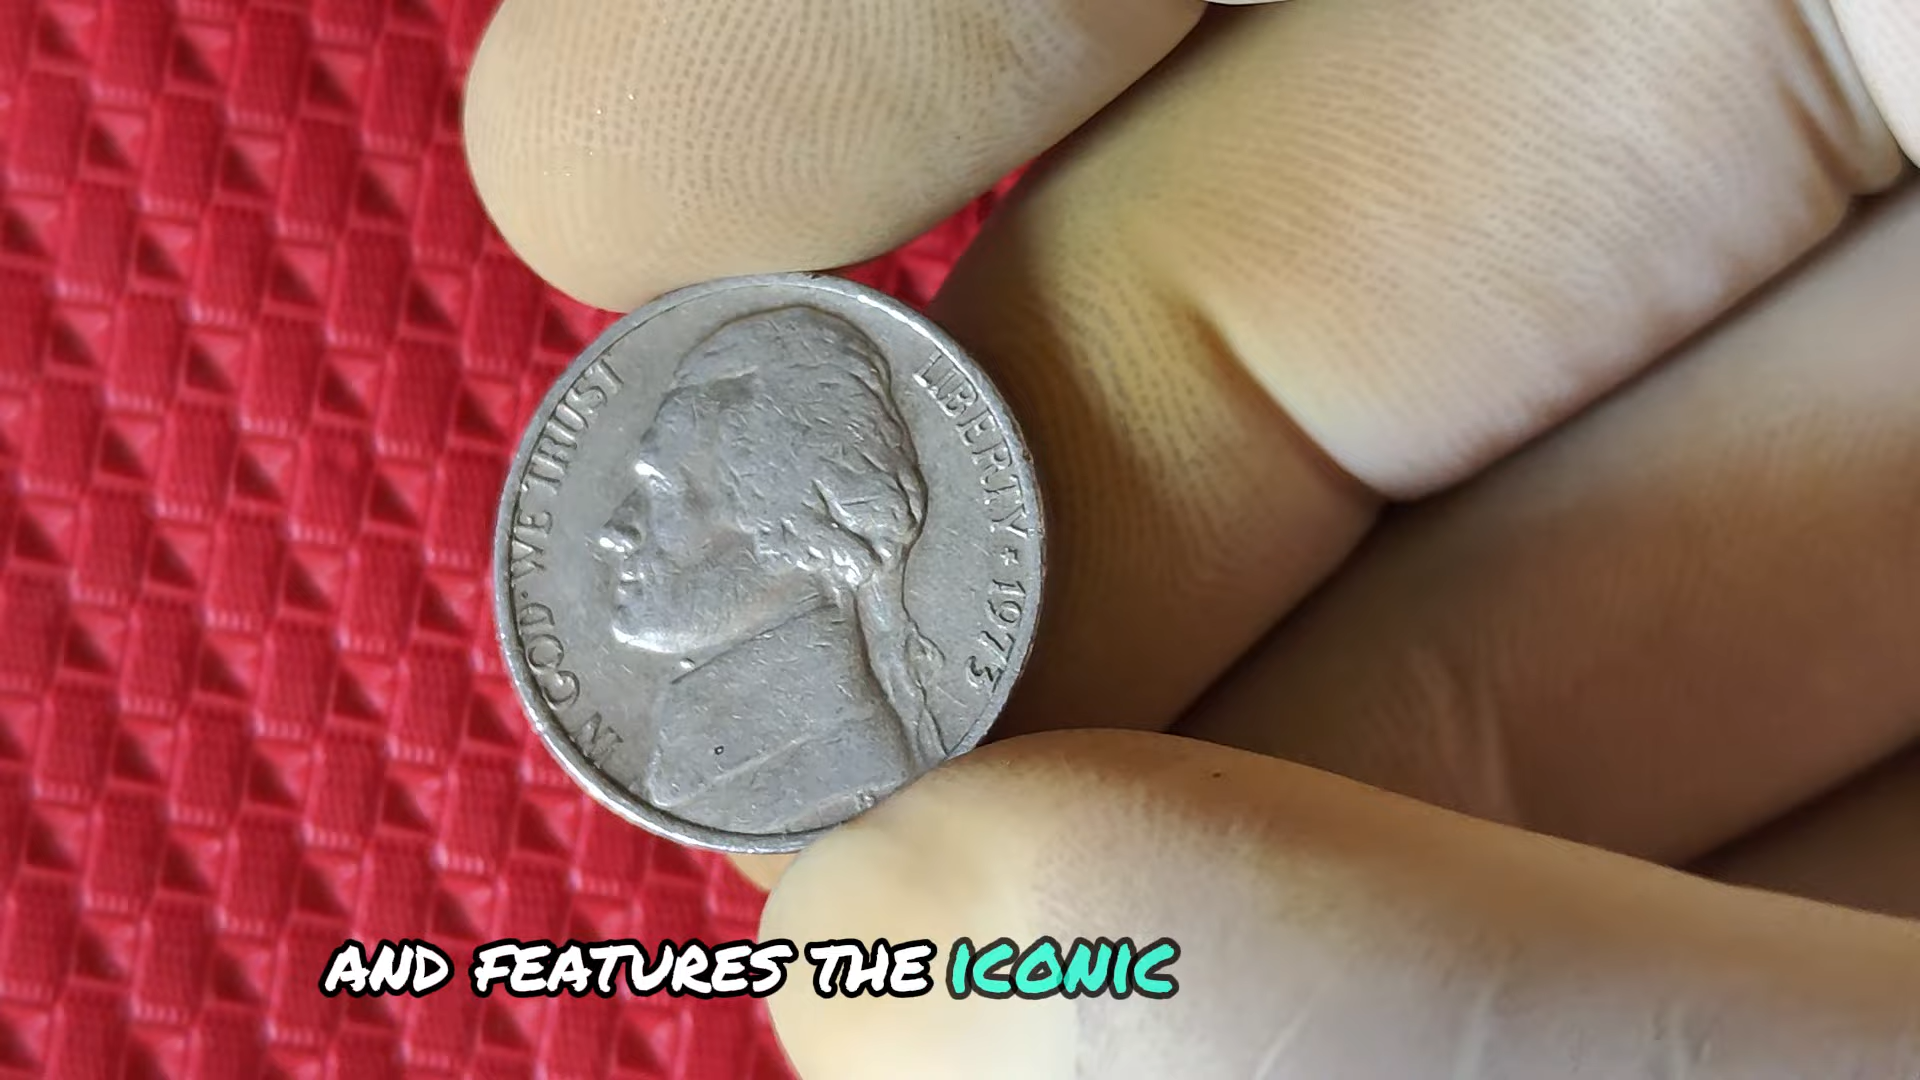 IN GOD·WE TRUST
LIBERTY ★ 1973
AND FEATURES THE ICONIC